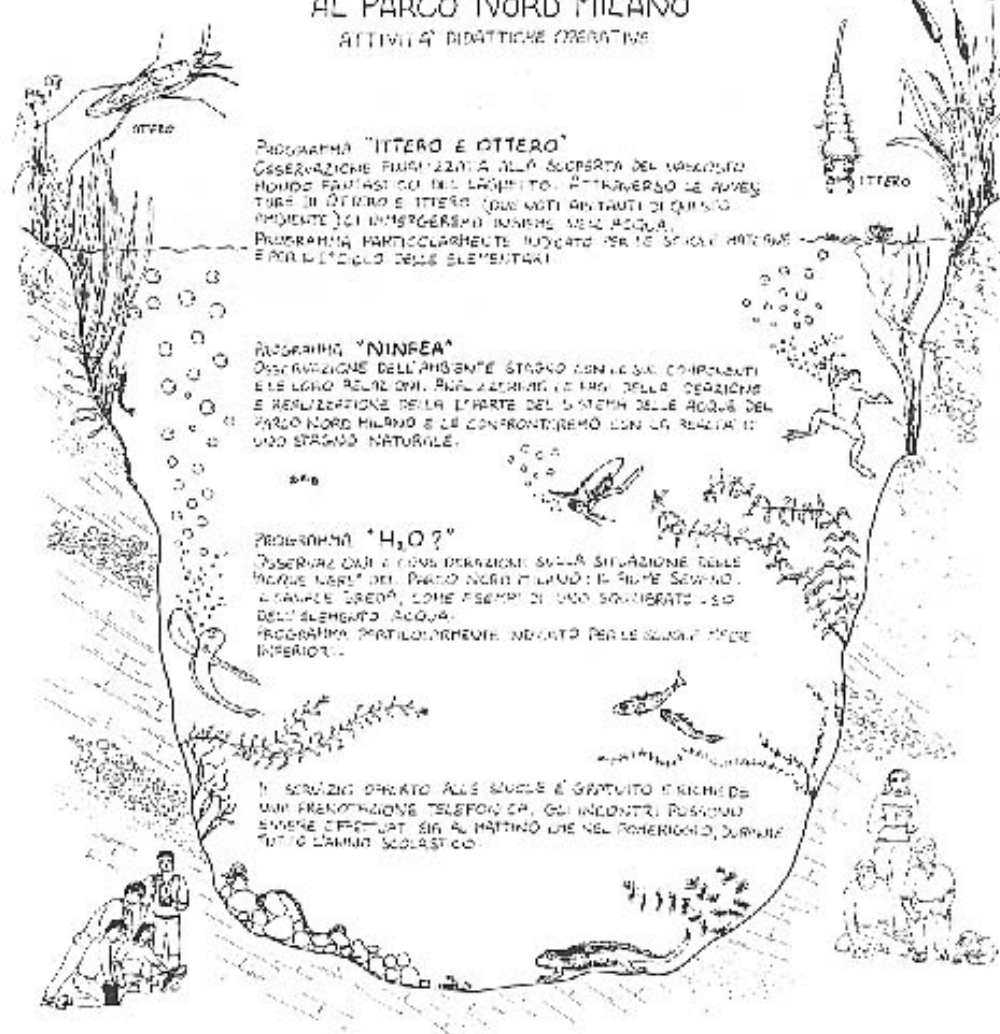 AL PARCO NORD MILANO
ATTIVITA' DIDATTICHE OPERATIVE
OTTERO
ITTERO
PROGRAMMA "ITTERO E OTTERO"
OSSERVAZIONE FINALIZZATA ALLA SCOPERTA DEL NASCOSTO
MONDO FANTASTICO DEL LAGHETTO. ATTRAVERSO LE AVVEN
TURE DI OTTERO E ITTERO (DUE NOTI ABITANTI DI QUESTO
AMBIENTE) CI IMMERGEREMO INSIEME NELL'ACQUA.
PROGRAMMA PARTICOLARMENTE INDICATO PER LE SCUOLE MATERNE
E PER IL I° CICLO DELLE ELEMENTARI.
PROGRAMMA "NINFEA"
OSSERVAZIONE DELL'AMBIENTE STAGNO CON LE SUE COMPONENTI
E LE LORO RELAZIONI. ANALIZZEREMO LE FASI DELLA IDEAZIONE
E REALIZZAZIONE DELLA I° PARTE DEL SISTEMA DELLE ACQUE DEL
PARCO NORD MILANO E LE CONFRONTEREMO CON LA REALTA' DI
UNO STAGNO NATURALE.
PROGRAMMA "H₂O?"
OSSERVAZIONI E CONSIDERAZIONI SULLA SITUAZIONE DELLE
"ACQUE NERE" DEL PARCO NORD MILANO: IL FIUME SEVESO,
IL CANALE BREDA, COME ESEMPI DI UNO SQUILIBRATO USO
DELL'ELEMENTO ACQUA.
PROGRAMMA PARTICOLARMENTE INDICATO PER LE SCUOLE MEDIE
INFERIORI.
IL SERVIZIO OFFERTO ALLE SCUOLE É GRATUITO E RICHIEDE
UNA PRENOTAZIONE TELEFONICA. GLI INCONTRI POSSONO
ESSERE EFFETTUATI SIA AL MATTINO CHE NEL POMERIGGIO, DURANTE
TUTTO L'ANNO SCOLASTICO.